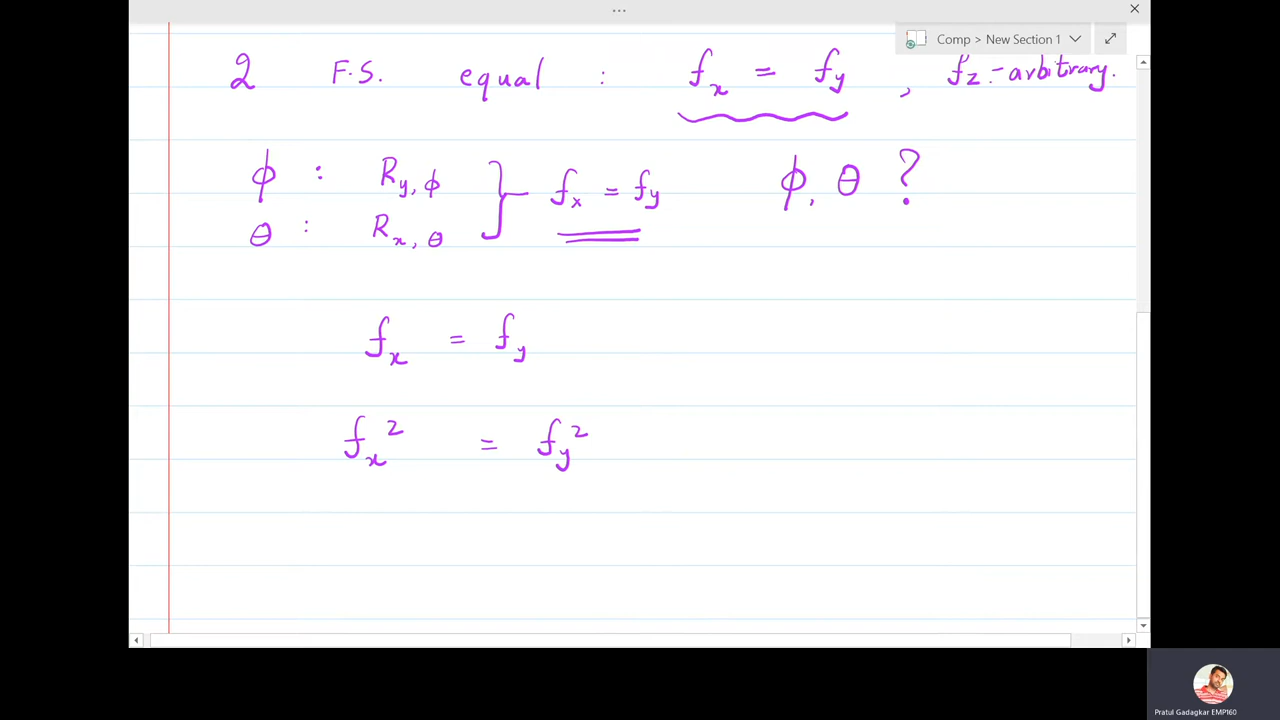 Comp > New Section 1
2 F.S. equal : fx = fy , fz :- arbitrary.
ϕ : Ry, ϕ } fx = fy ϕ, θ ?
θ : Rx, θ
fx = fy
fx² = fy²
Pratul Gadagkar EMP160